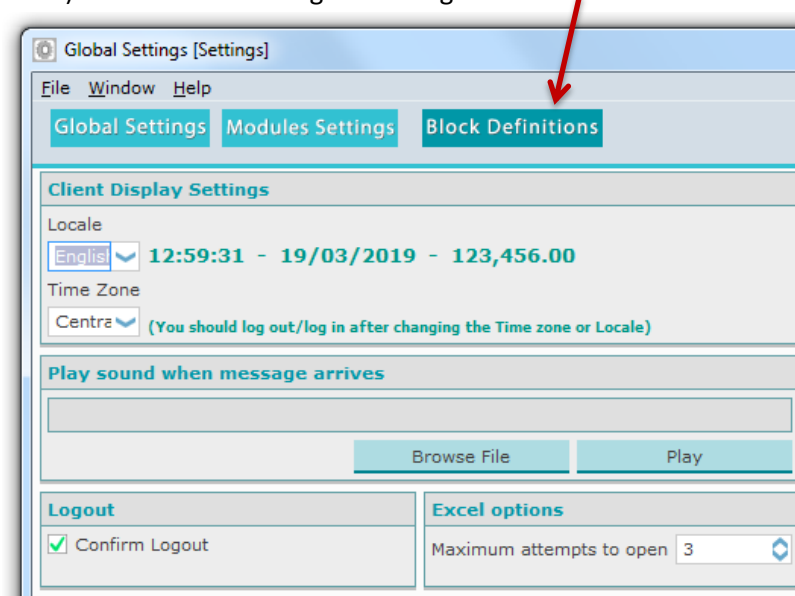 Global Settings [Settings]
File Window Help
Global Settings Modules Settings Block Definitions
Client Display Settings
Locale
English 12:59:31 - 19/03/2019 - 123,456.00
Time Zone
Centra (You should log out/log in after changing the Time zone or Locale)
Play sound when message arrives
Browse File Play
Logout Excel options
Confirm Logout Maximum attempts to open 3